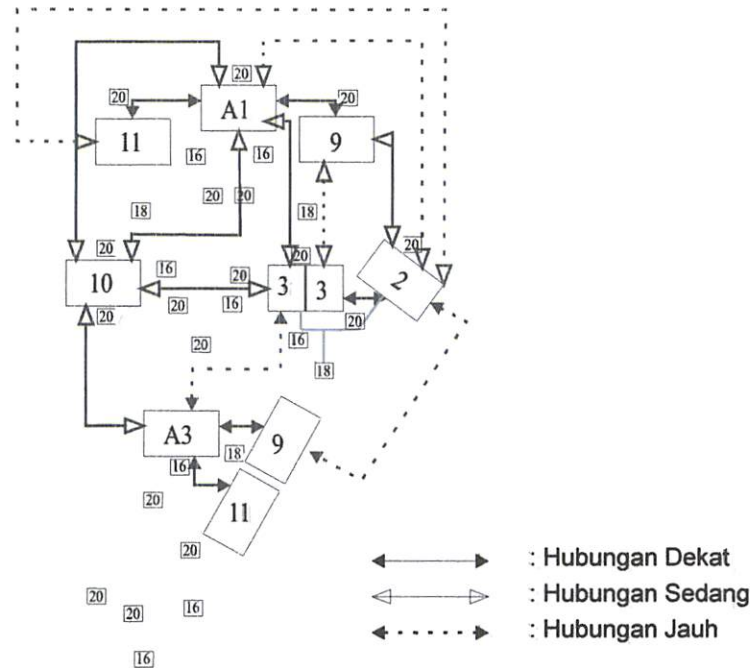 20
20 A1 20
11 9
16 16
20 20
18 18
20 20 20
16 20
10 3 3 2
20 16
20 20
16
20 18
A3 9
18
16
20 11
20
: Hubungan Dekat
20 : Hubungan Sedang
20 16
: Hubungan Jauh
16